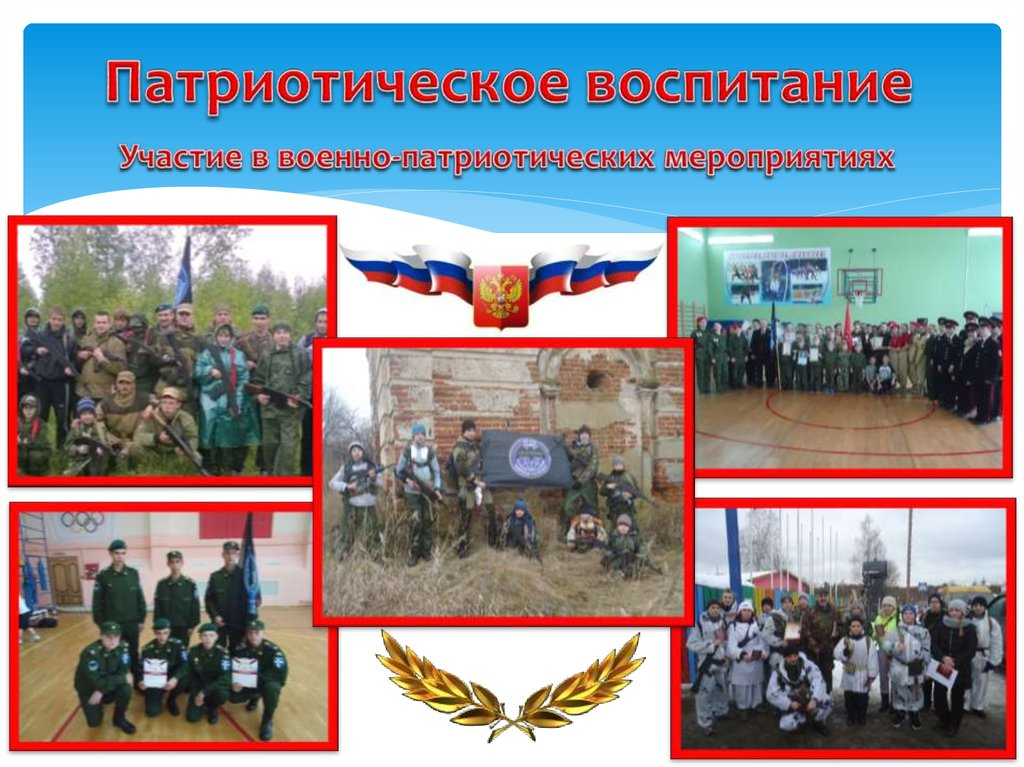 Патриотическое воспитание
Участие в военно-патриотических мероприятиях